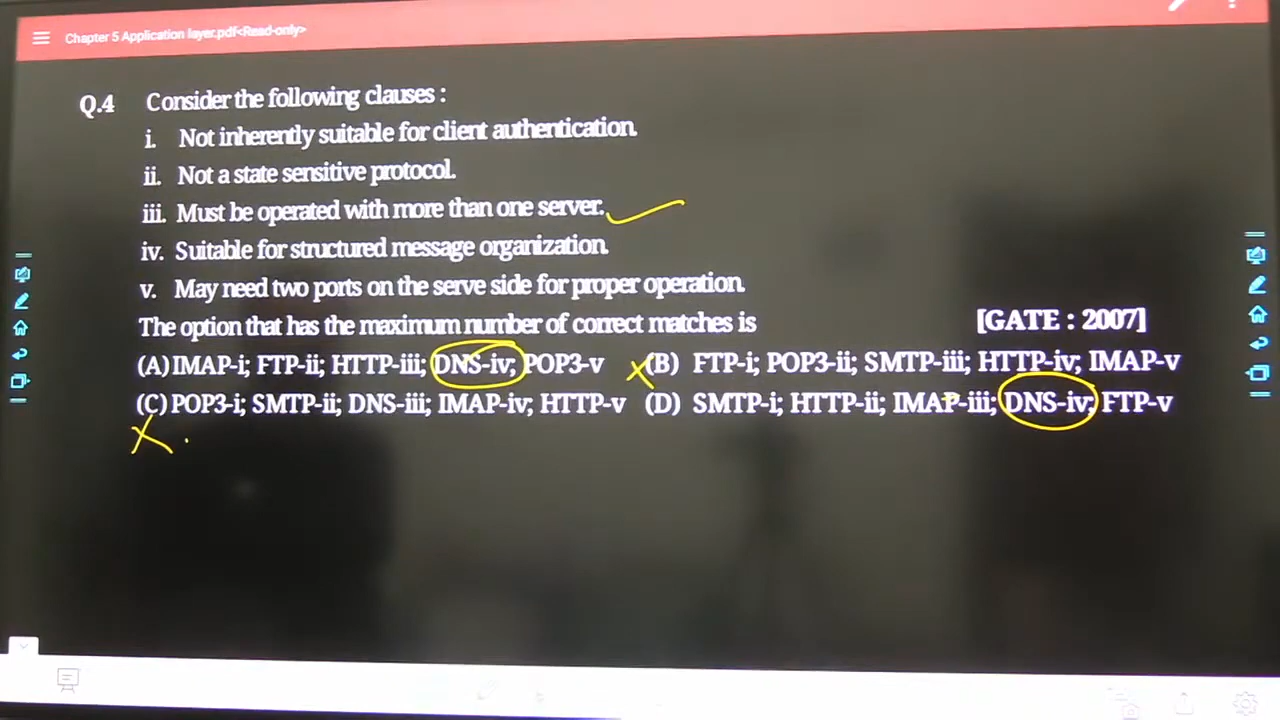 Chapter 5 Application layer.pdf<Read-only>
Q.4 Consider the following clauses :
i. Not inherently suitable for client authentication.
ii. Not a state sensitive protocol.
iii. Must be operated with more than one server.
iv. Suitable for structured message organization.
v. May need two ports on the serve side for proper operation.
The option that has the maximum number of correct matches is [GATE : 2007]
(A) IMAP-i; FTP-ii; HTTP-iii; DNS-iv; POP3-v (B) FTP-i; POP3-ii; SMTP-iii; HTTP-iv; IMAP-v
(C) POP3-i; SMTP-ii; DNS-iii; IMAP-iv; HTTP-v (D) SMTP-i; HTTP-ii; IMAP-iii; DNS-iv; FTP-v